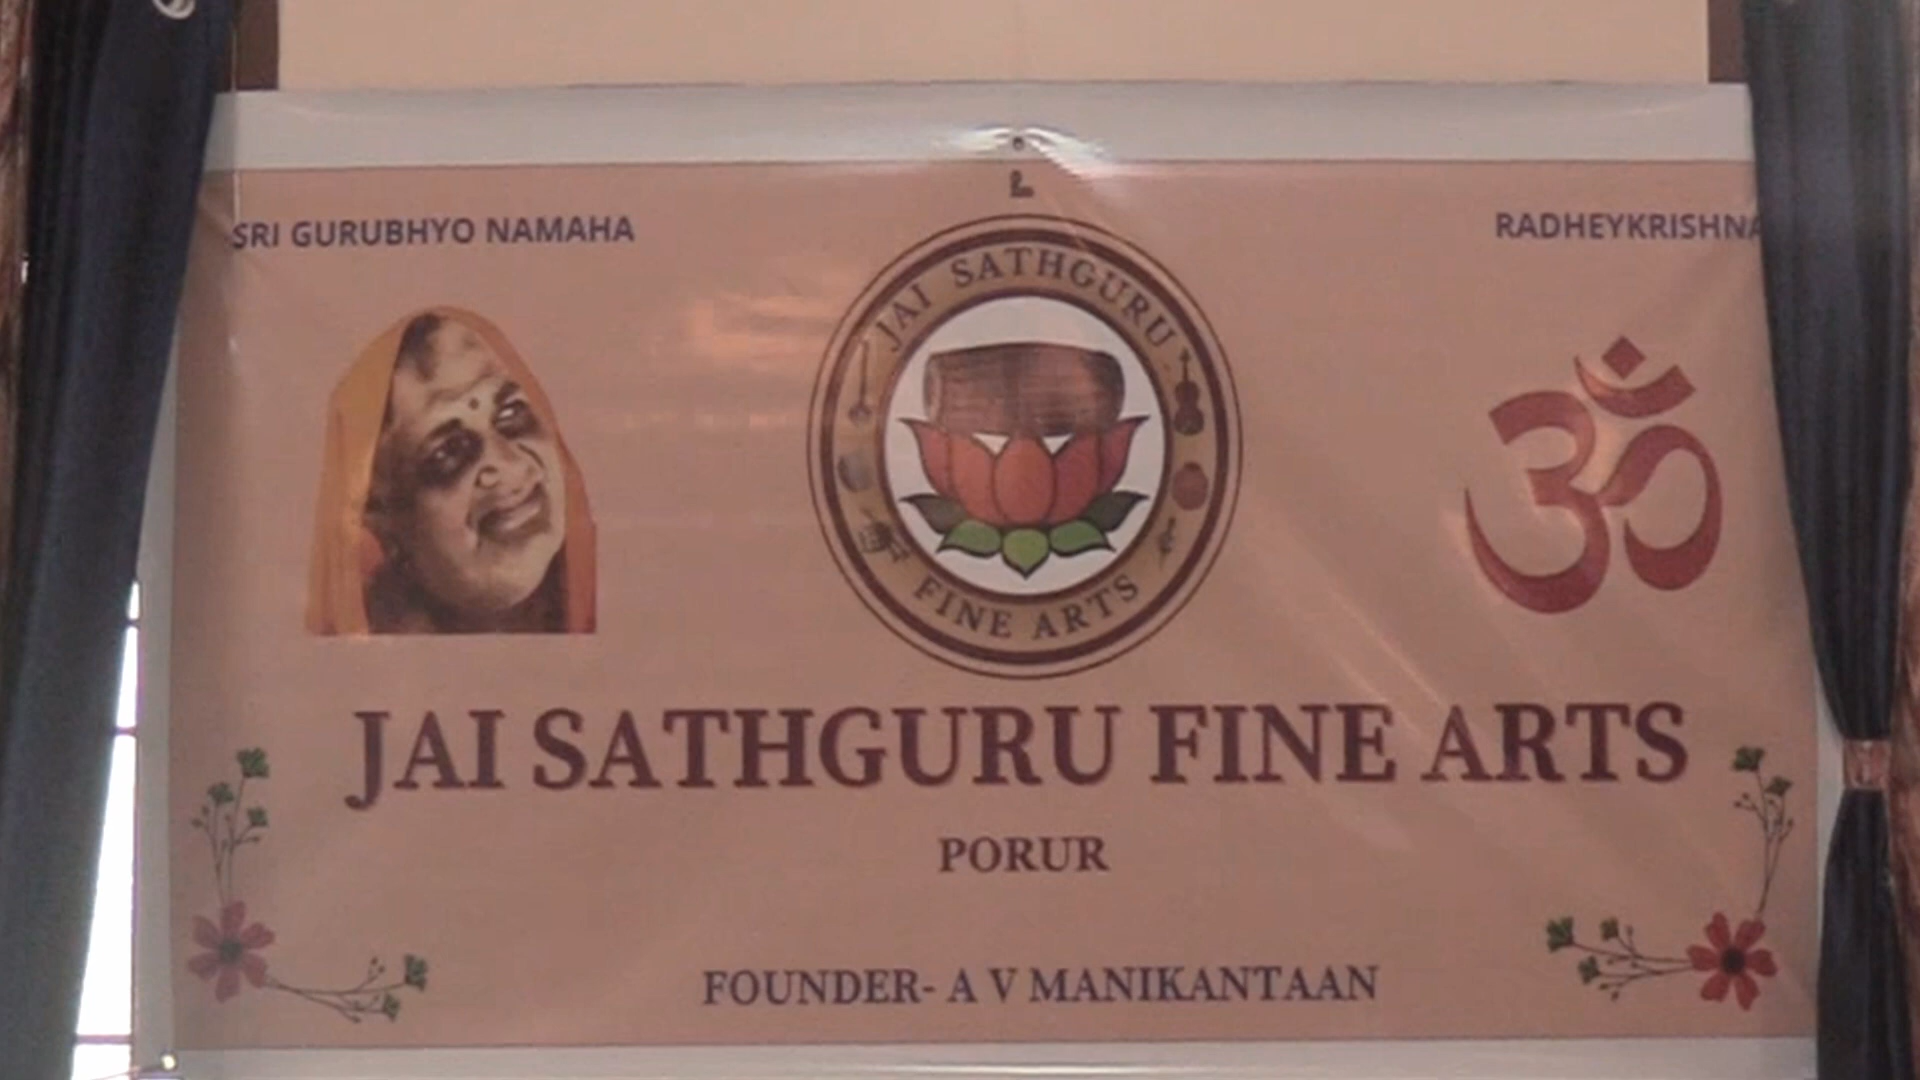 உ
SRI GURUBHYO NAMAHA
RADHEYKRISHNA
JAI SATHGURU
FINE ARTS
JAI SATHGURU FINE ARTS
PORUR
FOUNDER- A V MANIKANTAAN